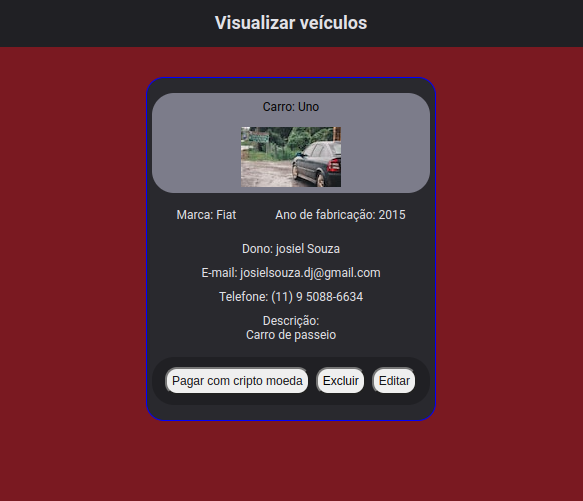 Visualizar veículos
Carro: Uno
Marca: Fiat Ano de fabricação: 2015
Dono: josiel Souza
E-mail: josielsouza.dj@gmail.com
Telefone: (11) 9 5088-6634
Descrição:
Carro de passeio
Pagar com cripto moeda Excluir Editar